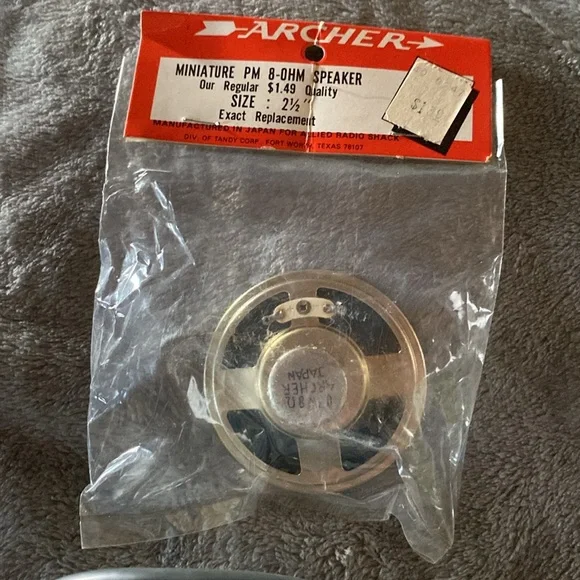 ARCHER
MINIATURE PM 8-OHM SPEAKER
Our Regular $1.49 Quality
SIZE : 2½"
Exact Replacement
MANUFACTURED IN JAPAN FOR ALLIED RADIO SHACK
DIV. OF TANDY CORP., FORT WORTH, TEXAS 76107
ARCHER
JAPAN